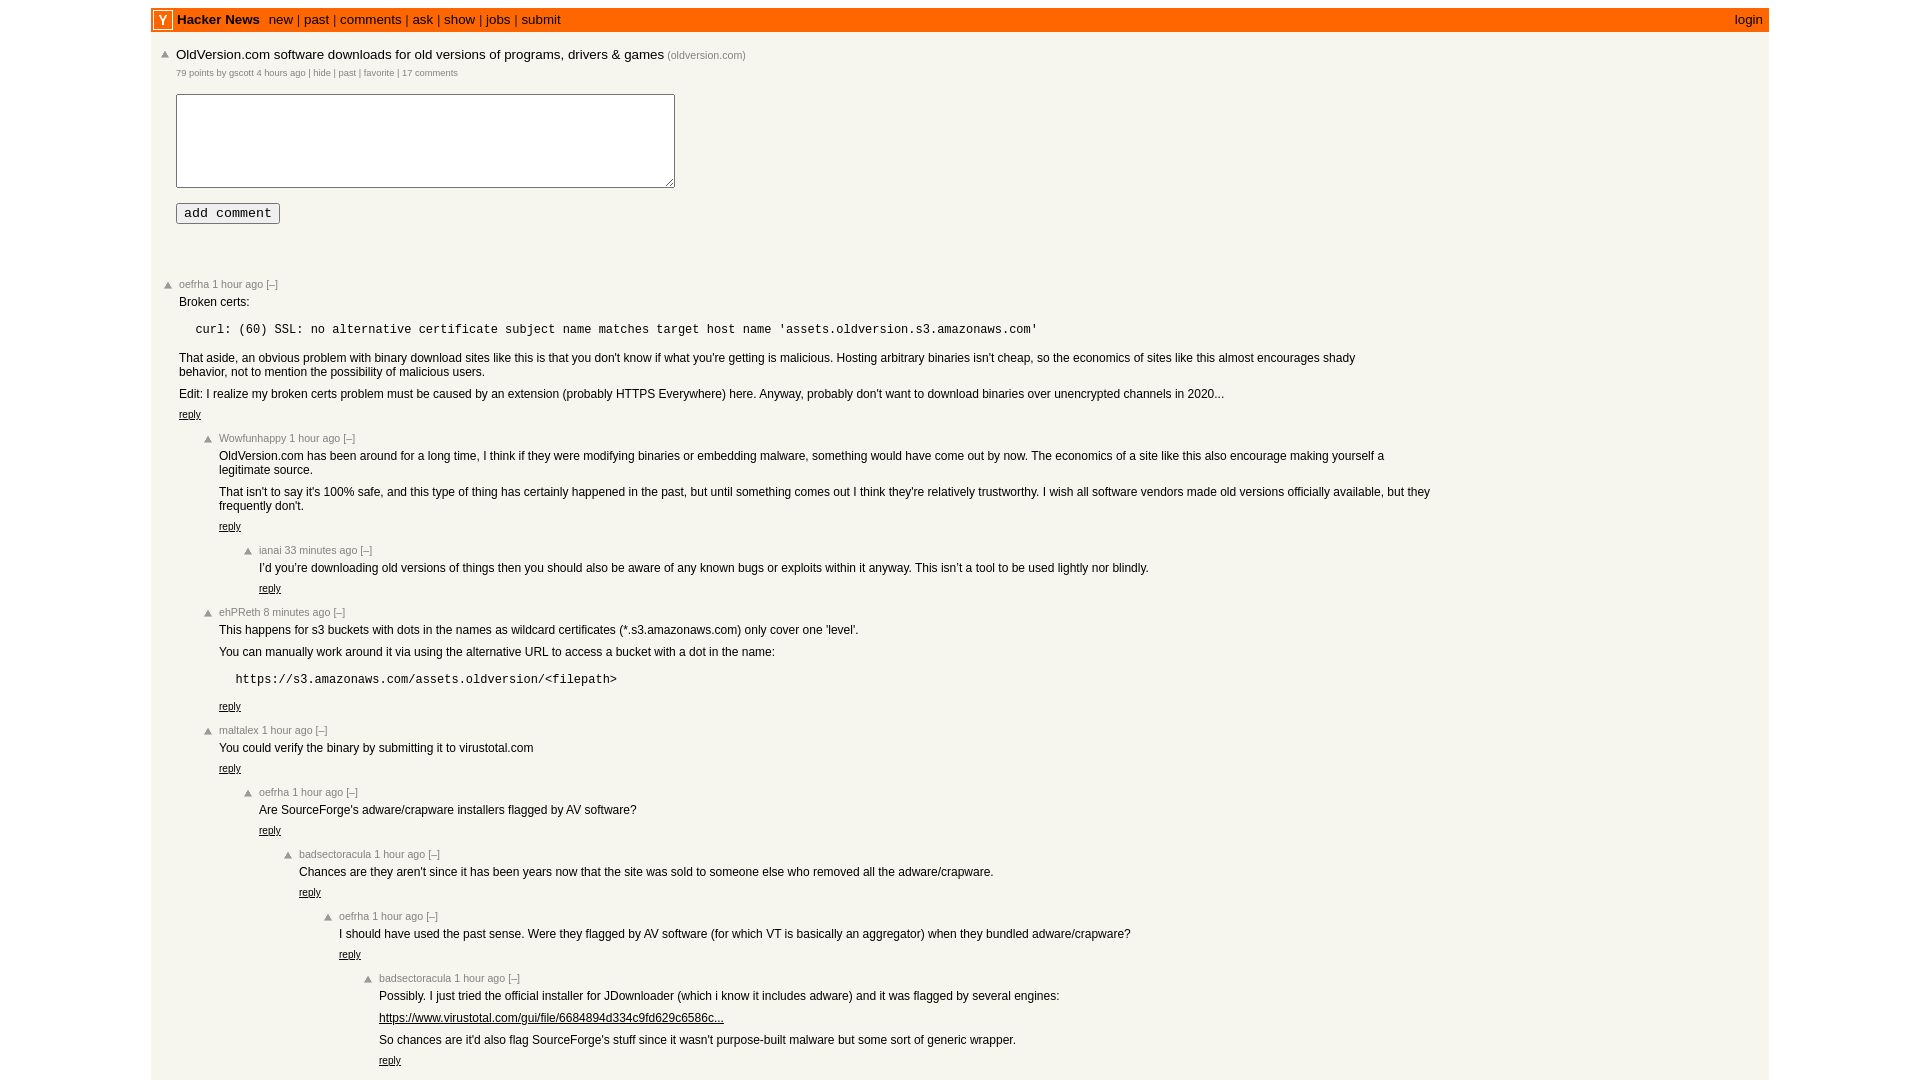 Y Hacker News new | past | comments | ask | show | jobs | submit login
OldVersion.com software downloads for old versions of programs, drivers & games (oldversion.com)
79 points by gscott 4 hours ago | hide | past | favorite | 17 comments
add comment
oefrha 1 hour ago [–]
Broken certs:
curl: (60) SSL: no alternative certificate subject name matches target host name 'assets.oldversion.s3.amazonaws.com'
That aside, an obvious problem with binary download sites like this is that you don't know if what you're getting is malicious. Hosting arbitrary binaries isn't cheap, so the economics of sites like this almost encourages shady
behavior, not to mention the possibility of malicious users.
Edit: I realize my broken certs problem must be caused by an extension (probably HTTPS Everywhere) here. Anyway, probably don't want to download binaries over unencrypted channels in 2020...
reply
Wowfunhappy 1 hour ago [–]
OldVersion.com has been around for a long time, I think if they were modifying binaries or embedding malware, something would have come out by now. The economics of a site like this also encourage making yourself a
legitimate source.
That isn't to say it's 100% safe, and this type of thing has certainly happened in the past, but until something comes out I think they're relatively trustworthy. I wish all software vendors made old versions officially available, but they
frequently don't.
reply
ianai 33 minutes ago [–]
I’d you’re downloading old versions of things then you should also be aware of any known bugs or exploits within it anyway. This isn’t a tool to be used lightly nor blindly.
reply
ehPReth 8 minutes ago [–]
This happens for s3 buckets with dots in the names as wildcard certificates (*.s3.amazonaws.com) only cover one 'level'.
You can manually work around it via using the alternative URL to access a bucket with a dot in the name:
https://s3.amazonaws.com/assets.oldversion/<filepath>
reply
maltalex 1 hour ago [–]
You could verify the binary by submitting it to virustotal.com
reply
oefrha 1 hour ago [–]
Are SourceForge's adware/crapware installers flagged by AV software?
reply
badsectoracula 1 hour ago [–]
Chances are they aren't since it has been years now that the site was sold to someone else who removed all the adware/crapware.
reply
oefrha 1 hour ago [–]
I should have used the past sense. Were they flagged by AV software (for which VT is basically an aggregator) when they bundled adware/crapware?
reply
badsectoracula 1 hour ago [–]
Possibly. I just tried the official installer for JDownloader (which i know it includes adware) and it was flagged by several engines:
https://www.virustotal.com/gui/file/6684894d334c9fd629c6586c...
So chances are it'd also flag SourceForge's stuff since it wasn't purpose-built malware but some sort of generic wrapper.
reply